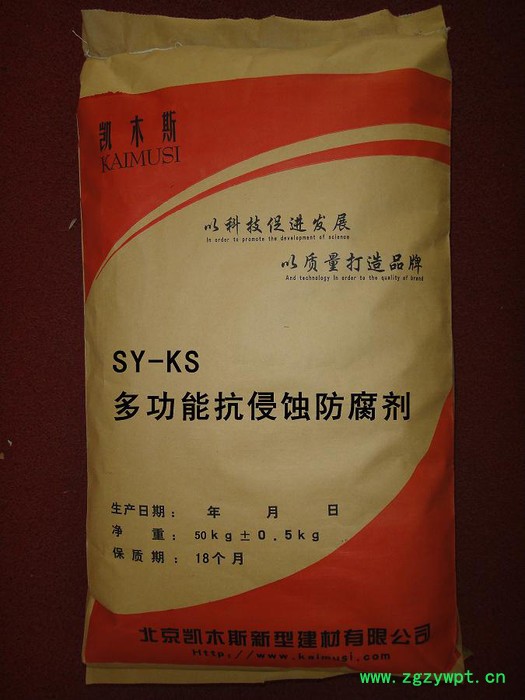 凯木斯
KAIMUSI
以科技促进发展
In order to promote the development of science
以质量打造品牌
And technology In order to the quality of brand
SY-KS
多功能抗侵蚀防腐剂
生产日期： 年 月 日
净 重： 50kg±0.5kg
保质期： 18个月
北京凯木斯新型建材有限公司
Http://www.kaimusi.com
www.zgzywpt.cn